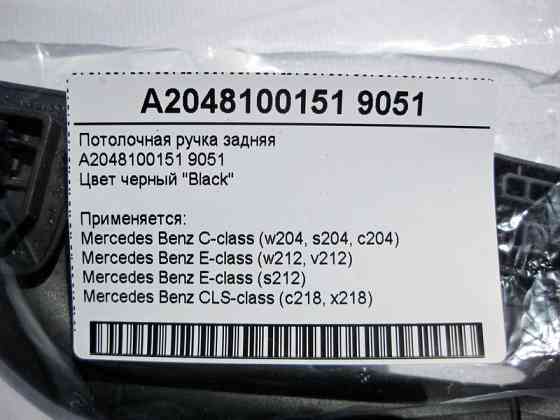 A2048100151 9051
Потолочная ручка задняя
A2048100151 9051
Цвет черный "Black"
Применяется:
Mercedes Benz C-class (w204, s204, c204)
Mercedes Benz E-class (w212, v212)
Mercedes Benz E-class (s212)
Mercedes Benz CLS-class (c218, x218)